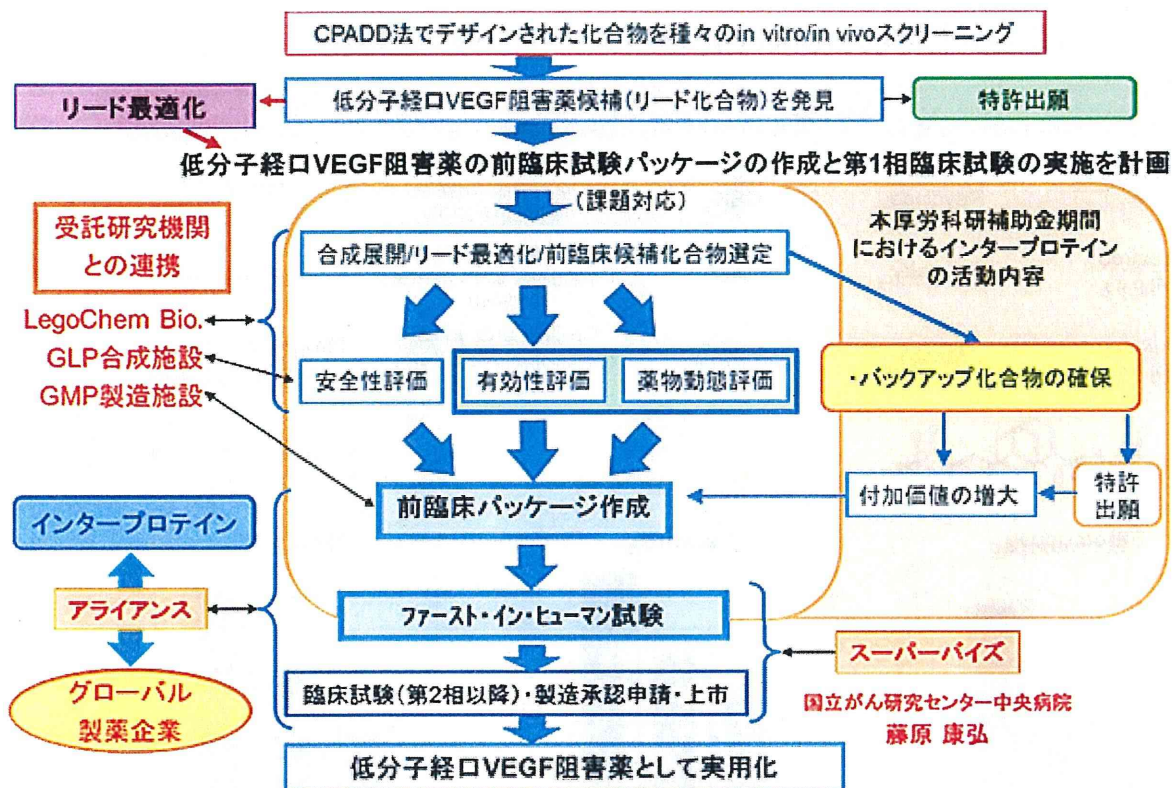 CPADD法でデザインされた化合物を種々のin vitro/in vivoスクリーニング
リード最適化
低分子経口VEGF阻害薬候補(リード化合物)を発見
特許出願
低分子経口VEGF阻害薬の前臨床試験パッケージの作成と第1相臨床試験の実施を計画
(課題対応)
受託研究機関
との連携
本厚労科研補助金期間
におけるインタープロテイン
の活動内容
合成展開/リード最適化/前臨床候補化合物選定
LegoChem Bio.
GLP合成施設
GMP製造施設
安全性評価
有効性評価
薬物動態評価
・バックアップ化合物の確保
前臨床パッケージ作成
付加価値の増大
特許
出願
インタープロテイン
アライアンス
グローバル
製薬企業
ファースト・イン・ヒューマン試験
スーパーバイズ
臨床試験(第2相以降)・製造承認申請・上市
国立がん研究センター中央病院
藤原 康弘
低分子経口VEGF阻害薬として実用化